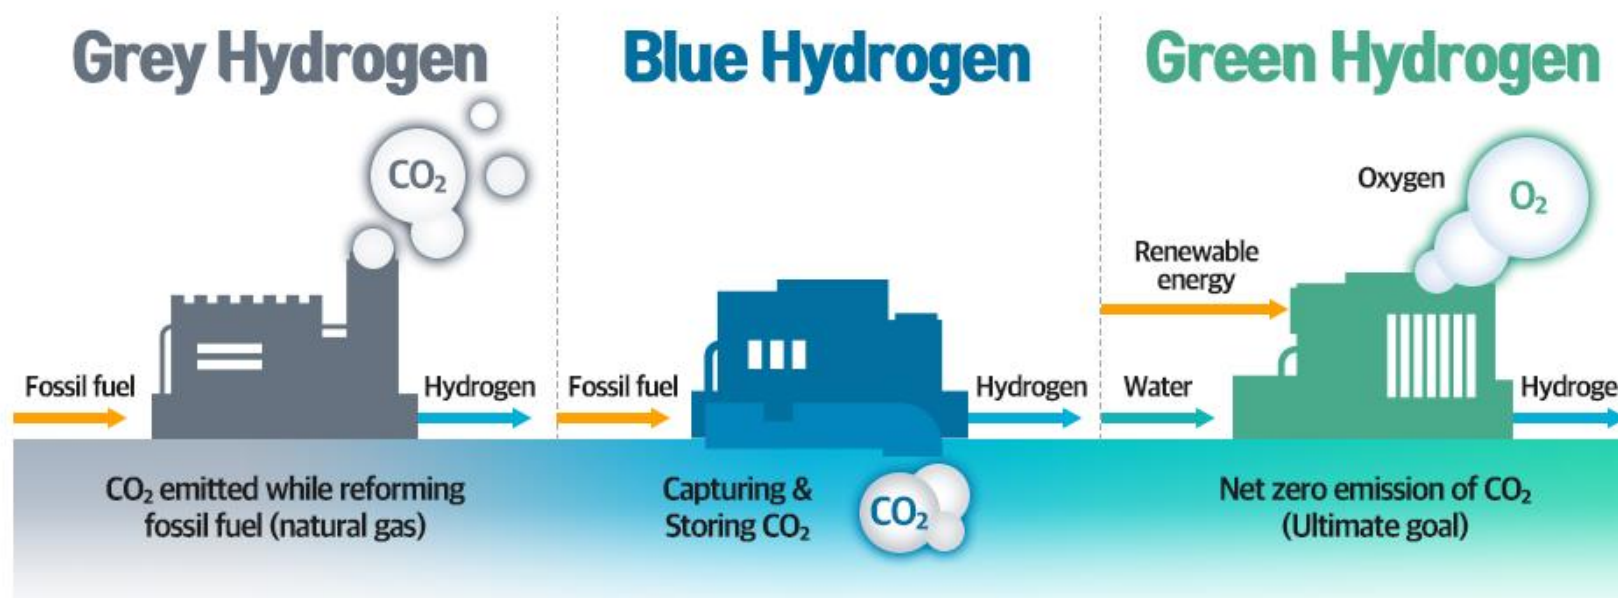 Grey Hydrogen
CO₂
Fossil fuel
Hydrogen
CO₂ emitted while reforming
fossil fuel (natural gas)
Blue Hydrogen
Fossil fuel
Hydrogen
Capturing &
Storing CO₂
CO₂
Green Hydrogen
Oxygen
O₂
Renewable
energy
Water
Hydroge
Net zero emission of CO₂
(Ultimate goal)